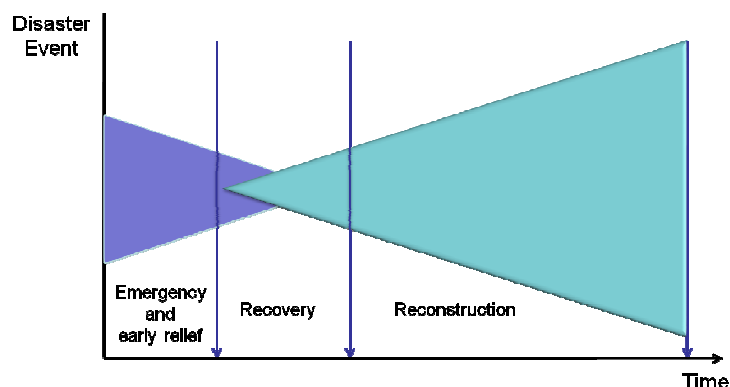 Disaster
Event
Emergency
and
early relief
Recovery
Reconstruction
Time